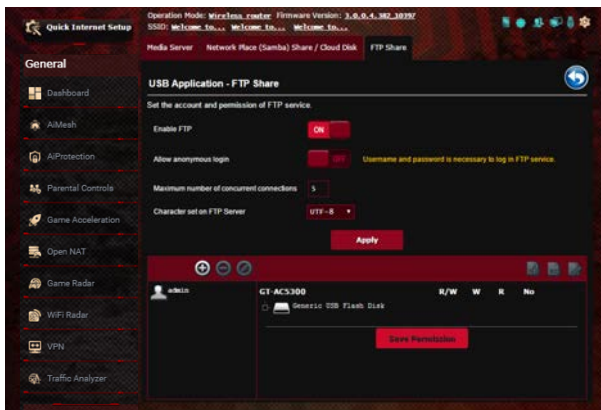 Quick Internet Setup
Operation Mode: Wireless router Firmware Version: 3.0.0.4.382_10397
SSID: Welcome to... Welcome to... Welcome to...
Media Server Network Place (Samba) Share / Cloud Disk FTP Share
General
Dashboard
AiMesh
AiProtection
Parental Controls
Game Acceleration
Open NAT
Game Radar
WiFi Radar
VPN
Traffic Analyzer
USB Application - FTP Share
Set the account and permission of FTP service.
Enable FTP ON
Allow anonymous login OFF Username and password is necessary to log in FTP service.
Maximum number of concurrent connections 5
Character set on FTP Server UTF-8
Apply
admin
GT-AC5300 R/W W R No
Generic USB Flash Disk
Save Permission